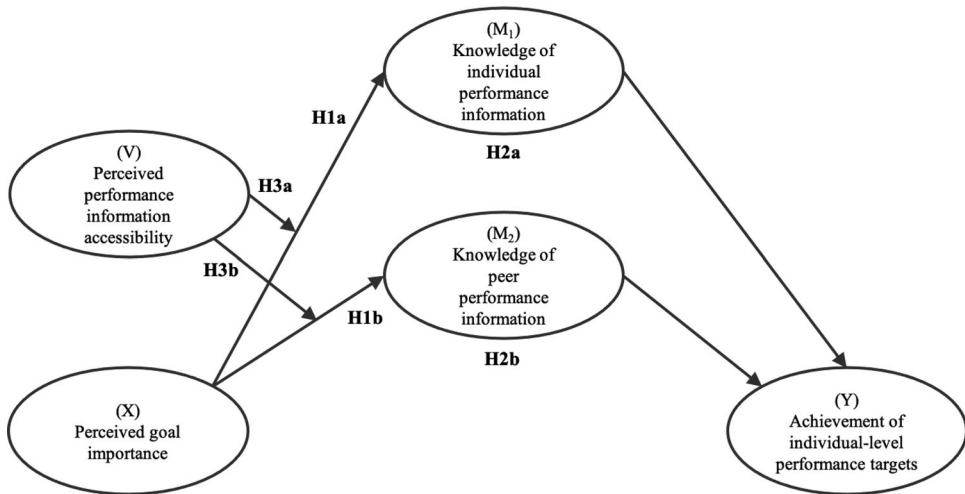 (M₁)
Knowledge of
individual
performance
information
H1a
H2a
(V)
Perceived
performance
information
accessibility
H3a
H3b
(M₂)
Knowledge of
peer
performance
information
H1b
H2b
(X)
Perceived goal
importance
(Y)
Achievement of
individual-level
performance targets